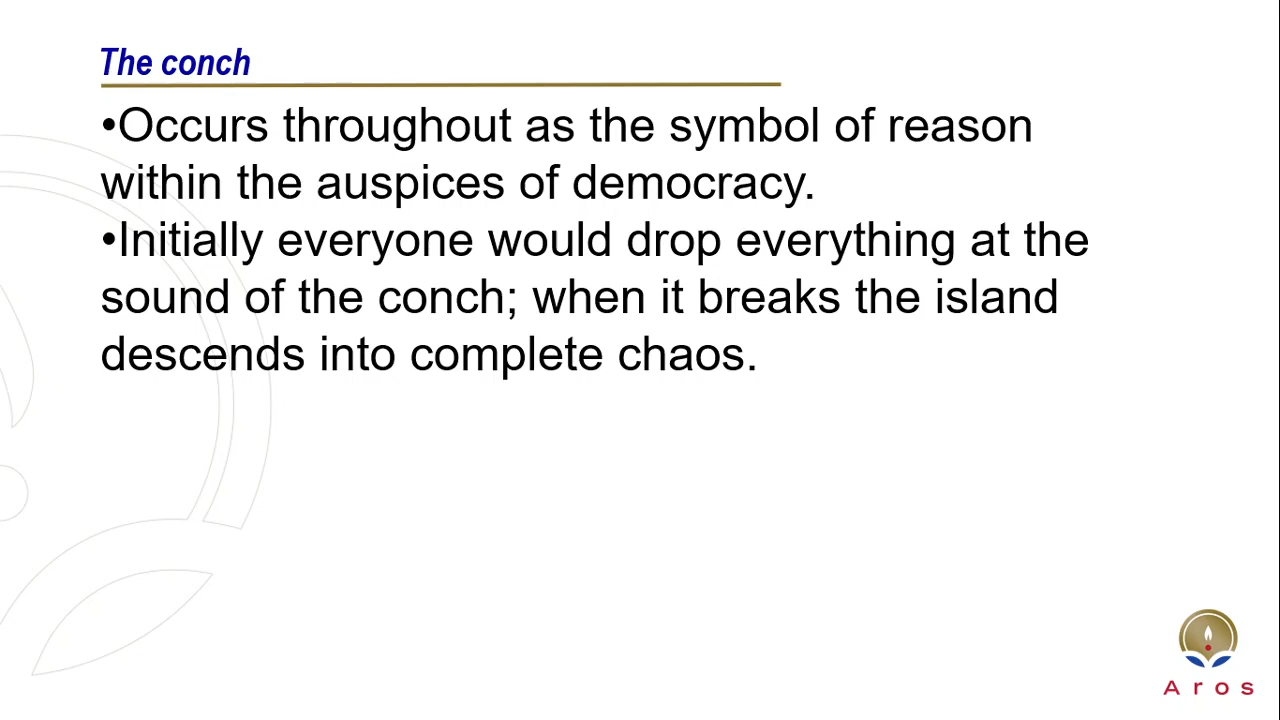 The conch
•Occurs throughout as the symbol of reason
within the auspices of democracy.
•Initially everyone would drop everything at the
sound of the conch; when it breaks the island
descends into complete chaos.
Aros